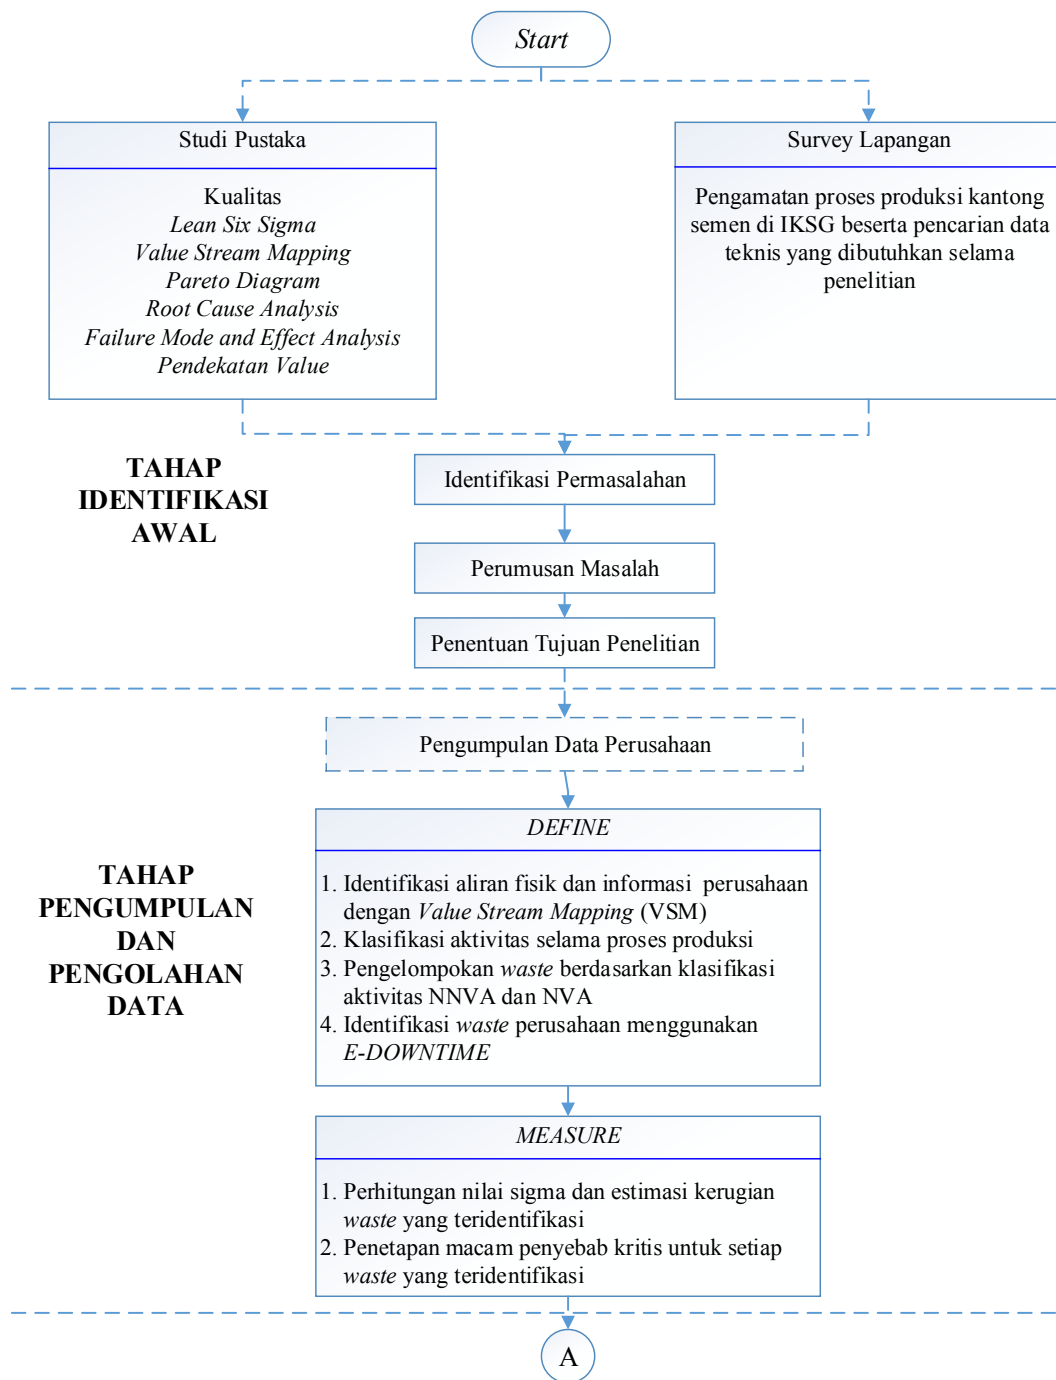 Start
Studi Pustaka
Kualitas
Lean Six Sigma
Value Stream Mapping
Pareto Diagram
Root Cause Analysis
Failure Mode and Effect Analysis
Pendekatan Value
Survey Lapangan
Pengamatan proses produksi kantong
semen di IKSG beserta pencarian data
teknis yang dibutuhkan selama
penelitian
TAHAP
IDENTIFIKASI
AWAL
Identifikasi Permasalahan
Perumusan Masalah
Penentuan Tujuan Penelitian
Pengumpulan Data Perusahaan
TAHAP
PENGUMPULAN
DAN
PENGOLAHAN
DATA
DEFINE
1. Identifikasi aliran fisik dan informasi perusahaan
dengan Value Stream Mapping (VSM)
2. Klasifikasi aktivitas selama proses produksi
3. Pengelompokan waste berdasarkan klasifikasi
aktivitas NNVA dan NVA
4. Identifikasi waste perusahaan menggunakan
E-DOWNTIME
MEASURE
1. Perhitungan nilai sigma dan estimasi kerugian
waste yang teridentifikasi
2. Penetapan macam penyebab kritis untuk setiap
waste yang teridentifikasi
A